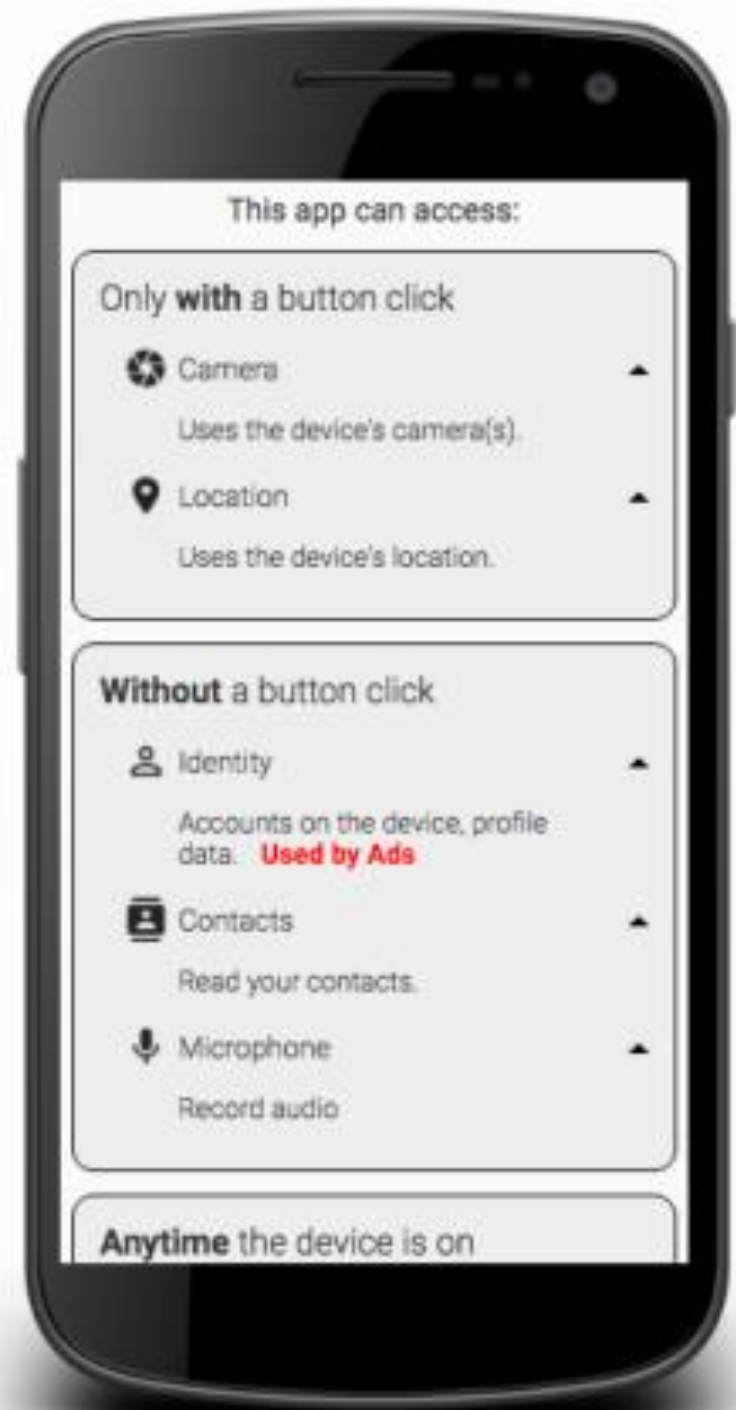 This app can access:
Only with a button click
Camera
Uses the device's camera(s).
Location
Uses the device's location.
Without a button click
Identity
Accounts on the device, profile
data. Used by Ads
Contacts
Read your contacts.
Microphone
Record audio
Anytime the device is on